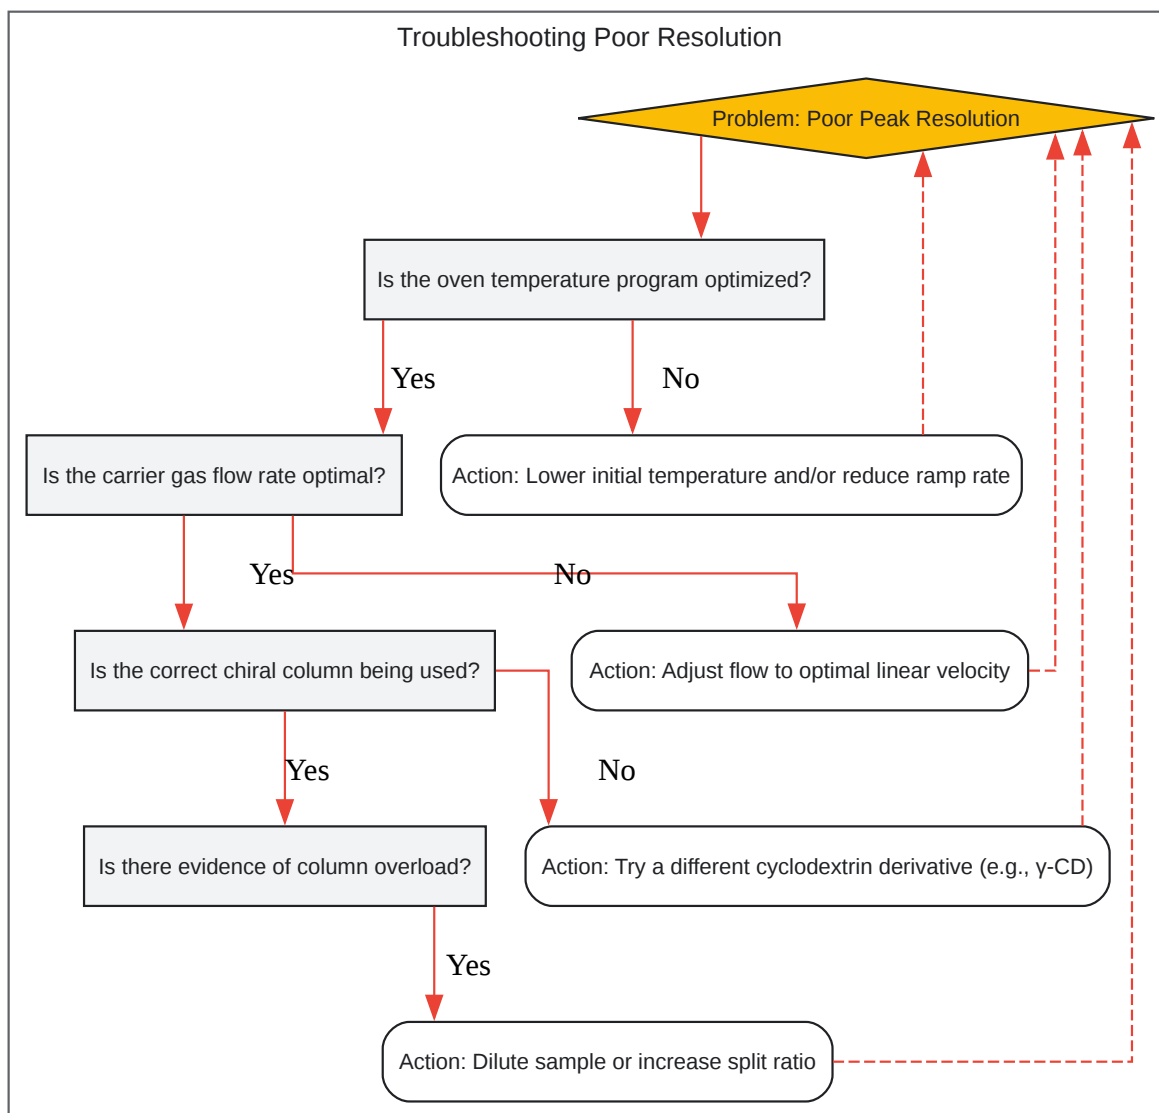 Troubleshooting Poor Resolution
Problem: Poor Peak Resolution
Is the oven temperature program optimized?
Yes
No
Is the carrier gas flow rate optimal?
Action: Lower initial temperature and/or reduce ramp rate
Yes
No
Is the correct chiral column being used?
Action: Adjust flow to optimal linear velocity
Yes
No
Is there evidence of column overload?
Action: Try a different cyclodextrin derivative (e.g., γ-CD)
Yes
Action: Dilute sample or increase split ratio